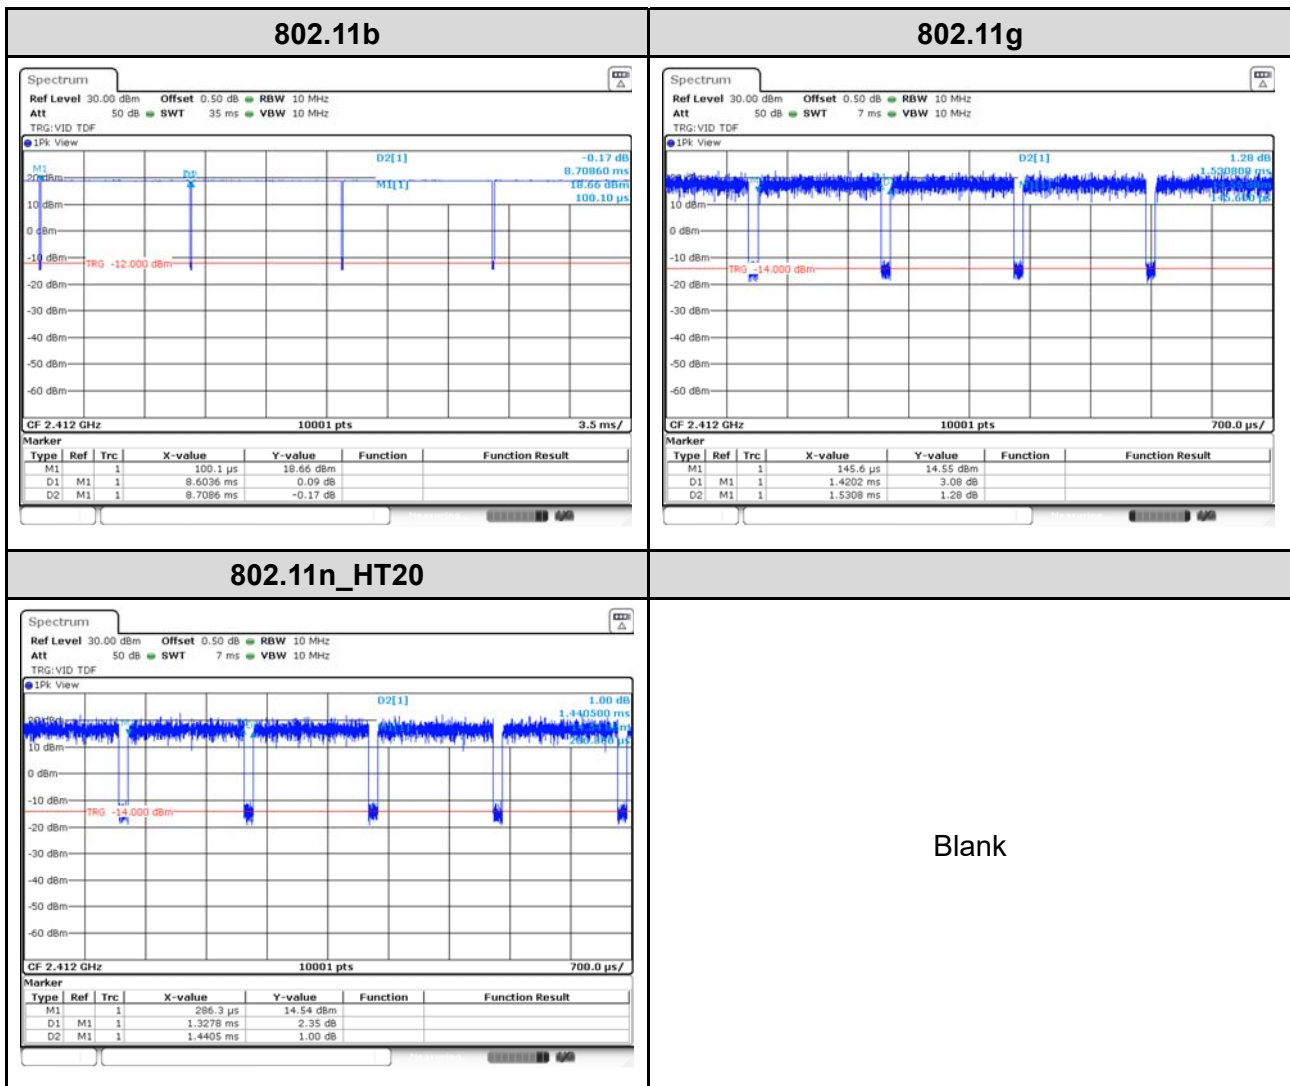 802.11b
802.11g
Spectrum
Ref Level 30.00 dBm Offset 0.50 dB RBW 10 MHz
Att 50 dB SWT 35 ms VBW 10 MHz
TRG:VID TDF
1Pk View
D2[1] -0.17 dB
8.70860 ms
M1
20 dBm
M1[1] 18.66 dBm
100.10 µs
10 dBm
0 dBm
-10 dBm
TRG -12.000 dBm
-20 dBm
-30 dBm
-40 dBm
-50 dBm
-60 dBm
CF 2.412 GHz 10001 pts 3.5 ms/
Marker
Type Ref Trc X-value Y-value Function Function Result
M1 1 100.1 µs 18.66 dBm
D1 M1 1 8.6036 ms 0.09 dB
D2 M1 1 8.7086 ms -0.17 dB
Spectrum
Ref Level 30.00 dBm Offset 0.50 dB RBW 10 MHz
Att 50 dB SWT 7 ms VBW 10 MHz
TRG:VID TDF
1Pk View
D2[1] 1.28 dB
1.530800 ms
20 dBm
145.600 µs
10 dBm
0 dBm
-10 dBm
TRG -14.000 dBm
-20 dBm
-30 dBm
-40 dBm
-50 dBm
-60 dBm
CF 2.412 GHz 10001 pts 700.0 µs/
Marker
Type Ref Trc X-value Y-value Function Function Result
M1 1 145.6 µs 14.55 dBm
D1 M1 1 1.4202 ms 3.08 dB
D2 M1 1 1.5308 ms 1.28 dB
802.11n_HT20
Spectrum
Ref Level 30.00 dBm Offset 0.50 dB RBW 10 MHz
Att 50 dB SWT 7 ms VBW 10 MHz
TRG:VID TDF
1Pk View
D2[1] 1.00 dB
1.440500 ms
20 dBm
10 dBm
0 dBm
-10 dBm
TRG -14.000 dBm
-20 dBm
-30 dBm
-40 dBm
-50 dBm
-60 dBm
CF 2.412 GHz 10001 pts 700.0 µs/
Marker
Type Ref Trc X-value Y-value Function Function Result
M1 1 286.3 µs 14.54 dBm
D1 M1 1 1.3278 ms 2.35 dB
D2 M1 1 1.4405 ms 1.00 dB
Blank